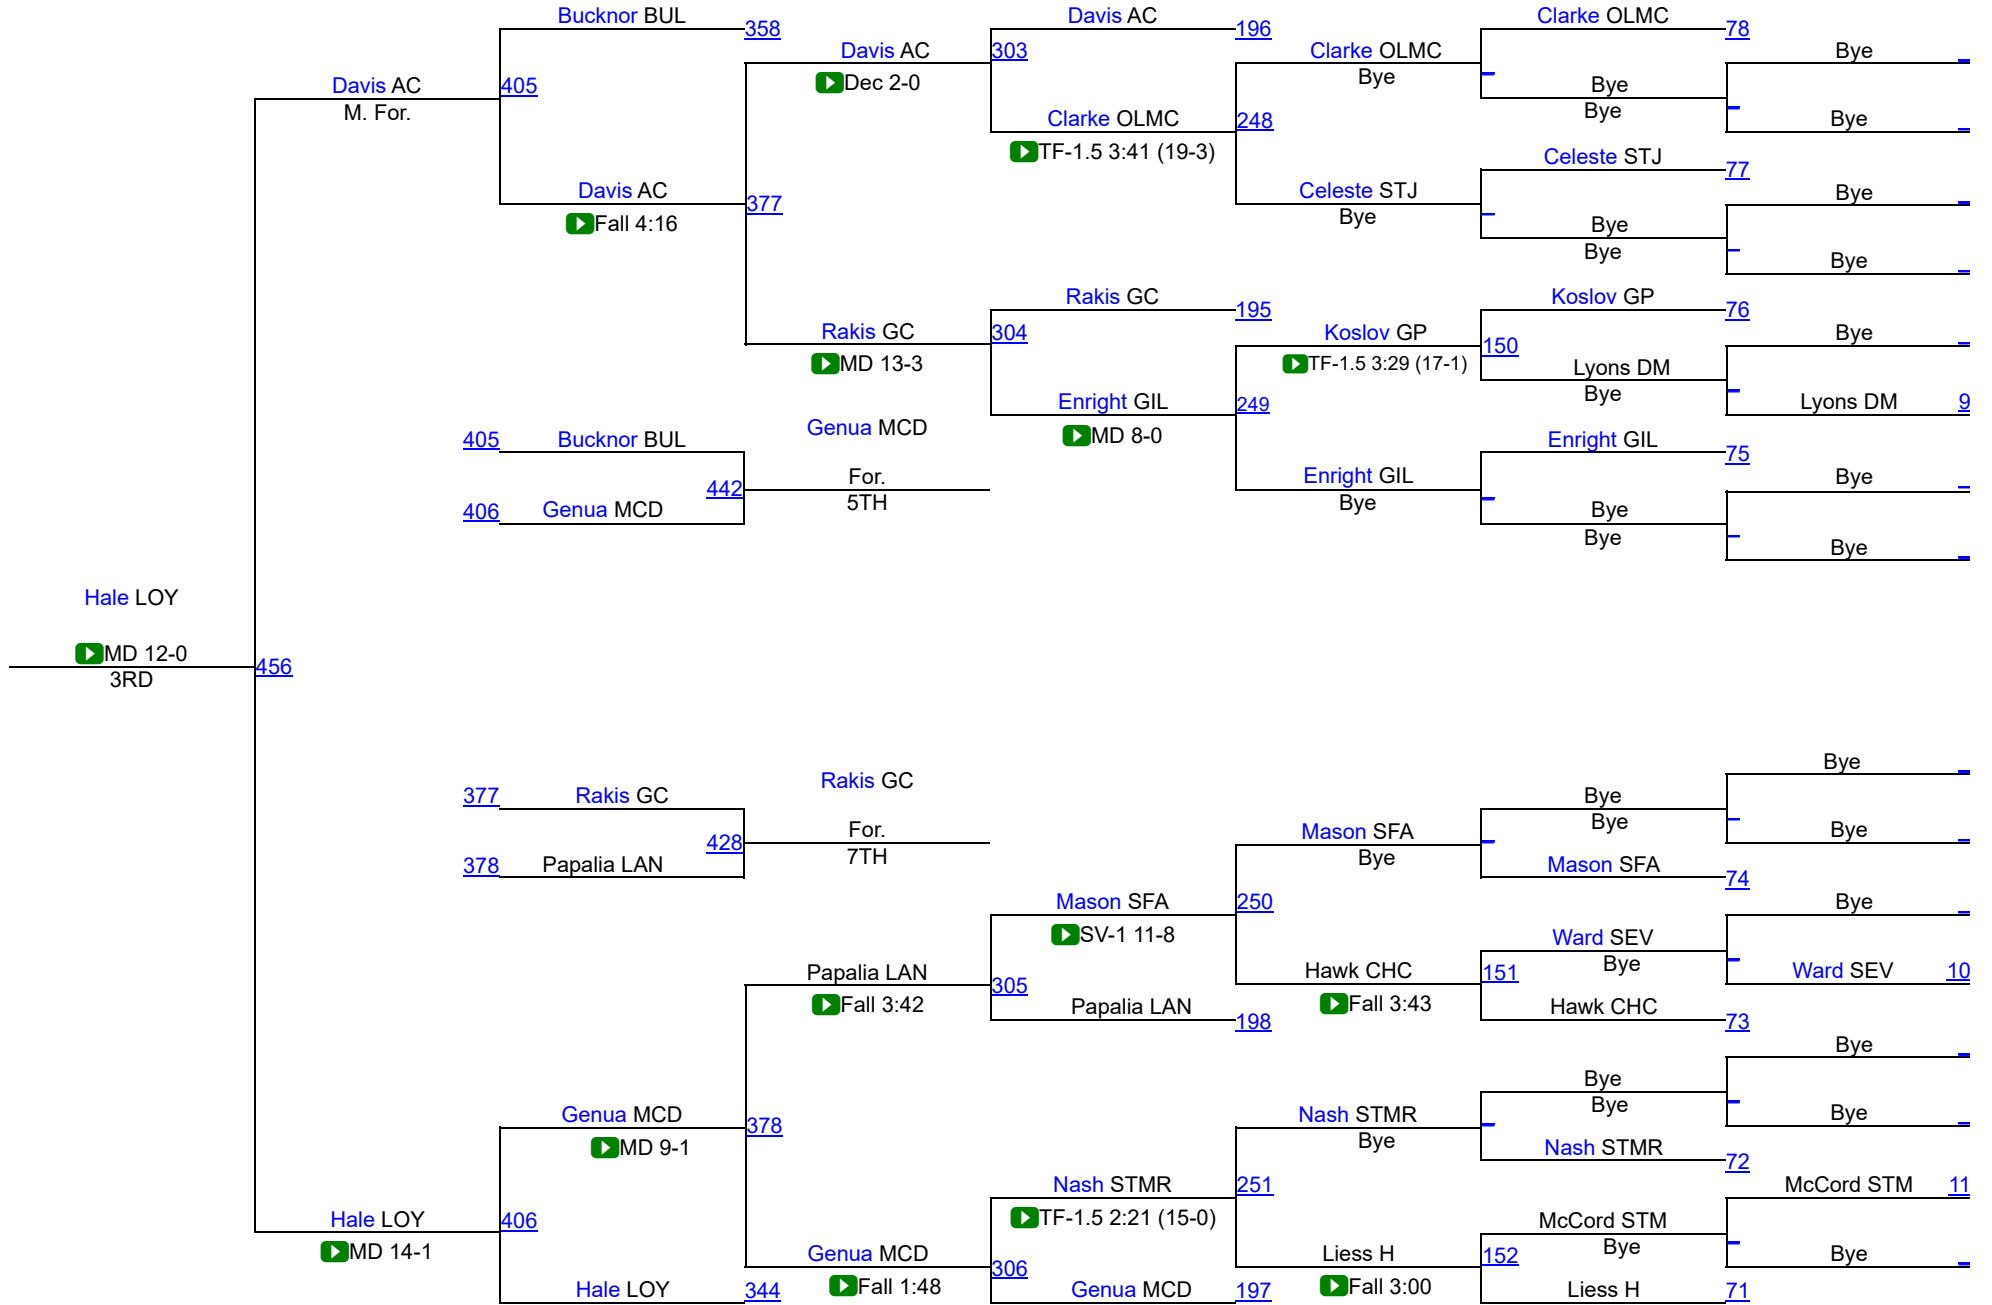 Bucknor BUL
358
Davis AC
196
Clarke OLMC
78
Davis AC
303
Clarke OLMC
Bye
Dec 2-0
Bye
Davis AC
405
Bye
M. For.
Bye
Clarke OLMC
248
Bye
TF-1.5 3:41 (19-3)
Celeste STJ
77
Davis AC
377
Celeste STJ
Bye
Fall 4:16
Bye
Bye
Bye
Bye
Rakis GC
195
Koslov GP
76
Rakis GC
304
Koslov GP
150
Bye
MD 13-3
TF-1.5 3:29 (17-1)
Lyons DM
Bye
Enright GIL
249
Lyons DM
9
Genua MCD
MD 8-0
405
Bucknor BUL
Enright GIL
75
442
For.
Enright GIL
Bye
5TH
Bye
406
Genua MCD
Bye
Bye
Bye
Hale LOY
MD 12-0
456
3RD
Bye
Rakis GC
377
Rakis GC
Bye
428
For.
Mason SFA
Bye
Bye
7TH
Bye
378
Papalia LAN
Mason SFA
74
Mason SFA
250
Bye
SV-1 11-8
Ward SEV
Papalia LAN
305
Hawk CHC
151
Bye
Ward SEV
10
Fall 3:42
Fall 3:43
Papalia LAN
198
Hawk CHC
73
Bye
Bye
Genua MCD
378
Nash STMR
Bye
Bye
MD 9-1
Bye
Nash STMR
72
Nash STMR
251
McCord STM
11
Hale LOY
406
TF-1.5 2:21 (15-0)
McCord STM
MD 14-1
Genua MCD
306
Liess H
152
Bye
Bye
Hale LOY
344
Fall 1:48
Genua MCD
197
Fall 3:00
Liess H
71